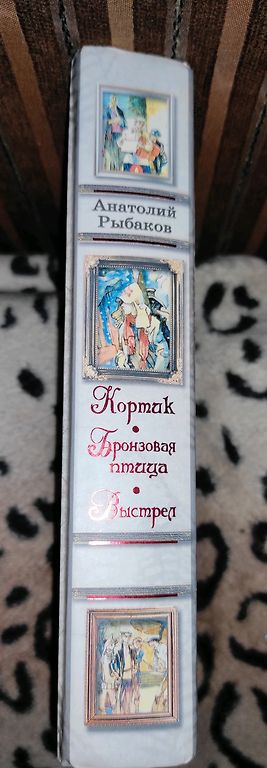 Анатолий
Рыбаков
Кортик
•
Бронзовая
птица
•
Выстрел